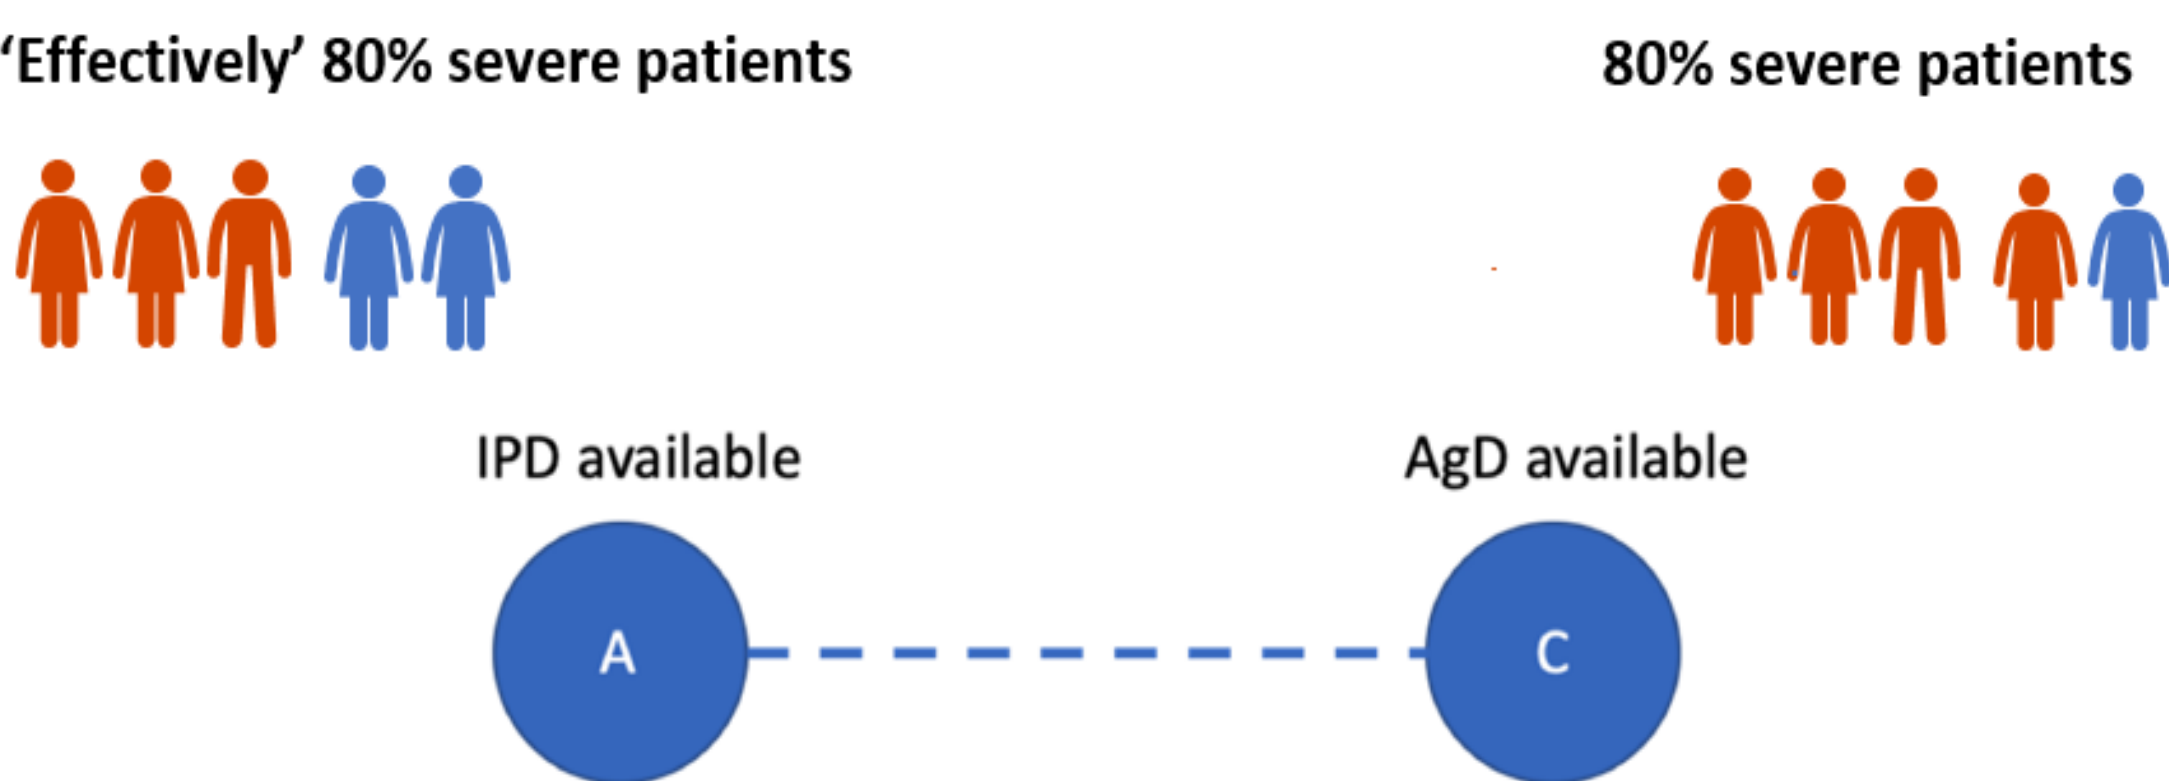 ‘Effectively’ 80% severe patients
80% severe patients
IPD available
AgD available
A
C